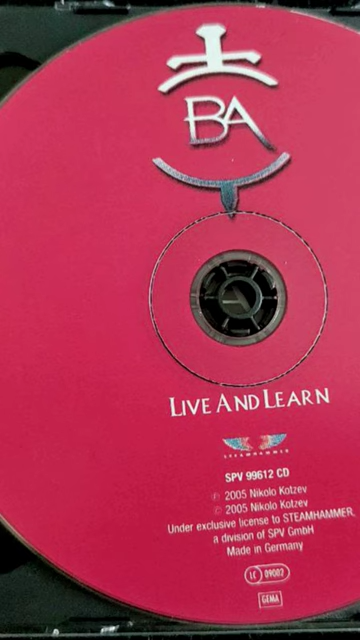 BA
LIVE AND LEARN
STEAMHAMMER
SPV 99612 CD
℗ 2005 Nikolo Kotzev
© 2005 Nikolo Kotzev
Under exclusive license to STEAMHAMMER,
a division of SPV GmbH
Made in Germany
LC 09002
GEMA